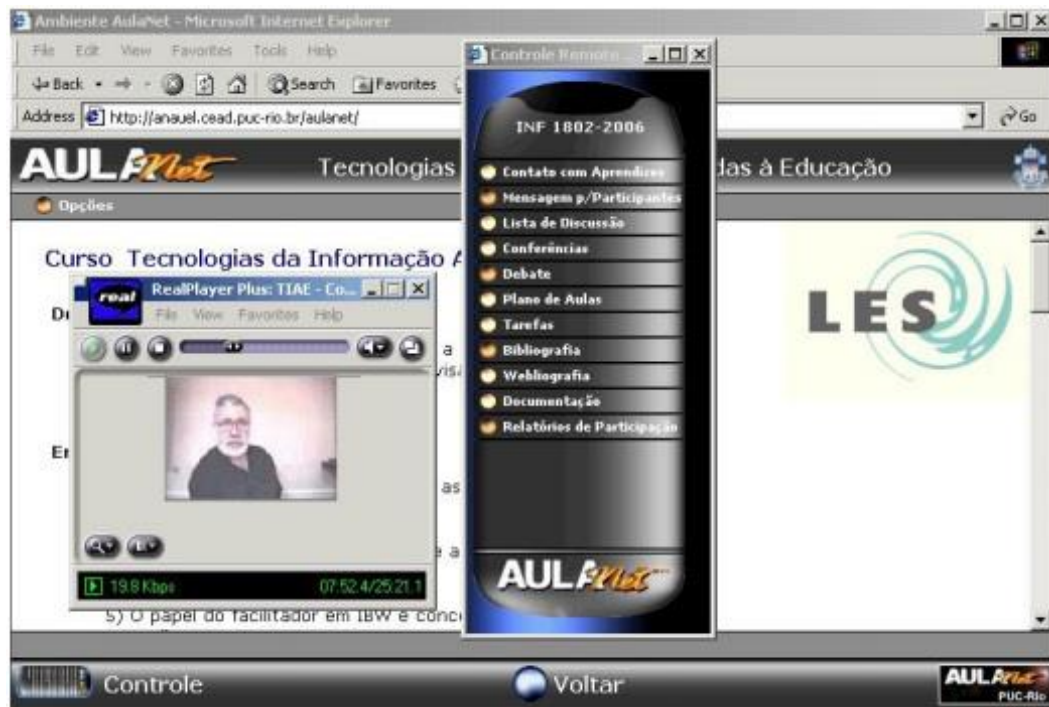 Ambiente AulaNet - Microsoft Internet Explorer
File Edit View Favorites Tools Help
Back Search Favorites
Address http://anauel.cead.puc-rio.br/aulanet/ Go
AULANet Tecnologias das à Educação
Opções
Curso Tecnologias da Informação A
LES
real RealPlayer Plus: TIAE - Co...
File View Favorites Help
a
as
e a
19.8 Kbps 07:52.4/25:21.1
5) O papel do facilitador em IBW e conc
Controle Remoto
INF 1802-2006
Contato com Aprendizes
Mensagem p/Participantes
Lista de Discussão
Conferências
Debate
Plano de Aulas
Tarefas
Bibliografia
Webliografia
Documentação
Relatórios de Participação
AULANet
Controle Voltar AULANet
PUC-Rio